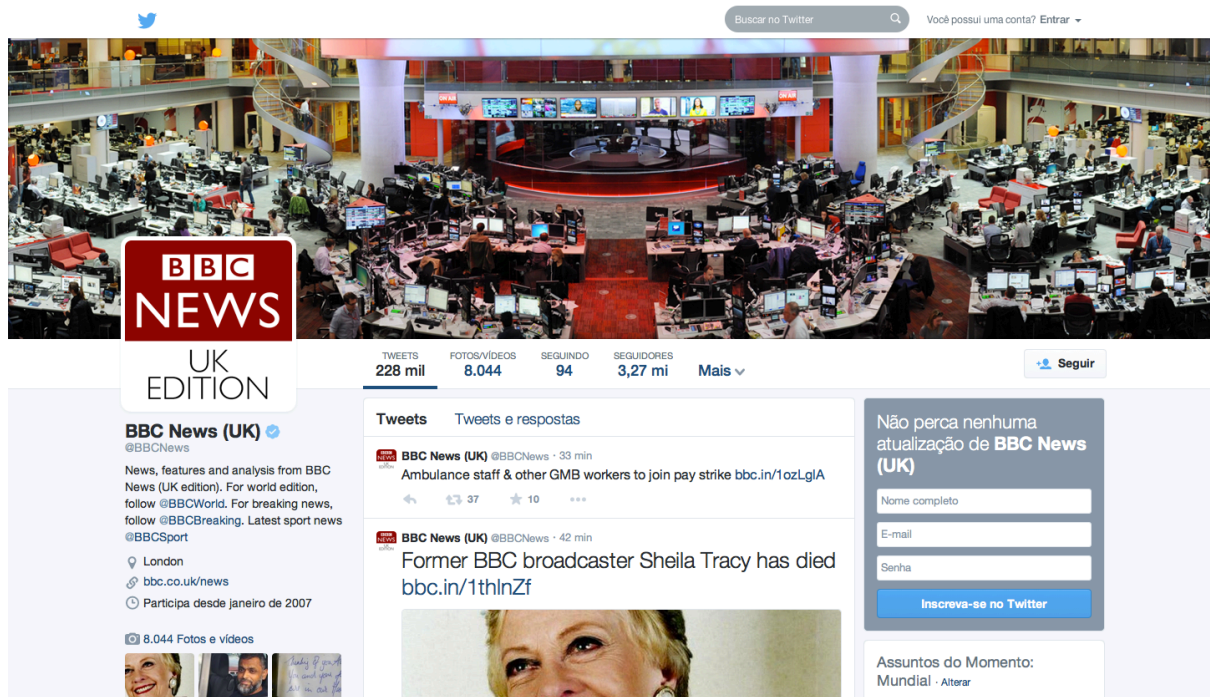 Buscar no Twitter
Você possui uma conta? Entrar
ON AIR
ON AIR
BBC
NEWS
UK
EDITION
TWEETS
228 mil
FOTOS/VÍDEOS
8.044
SEGUINDO
94
SEGUIDORES
3,27 mi
Mais
Seguir
BBC News (UK)
@BBCNews
News, features and analysis from BBC
News (UK edition). For world edition,
follow @BBCWorld. For breaking news,
follow @BBCBreaking. Latest sport news
@BBCSport
London
bbc.co.uk/news
Participa desde janeiro de 2007
8.044 Fotos e vídeos
Tweets
Tweets e respostas
BBC News (UK) @BBCNews · 33 min
Ambulance staff & other GMB workers to join pay strike bbc.in/1ozLglA
37
10
BBC News (UK) @BBCNews · 42 min
Former BBC broadcaster Sheila Tracy has died
bbc.in/1thlnZf
Não perca nenhuma
atualização de BBC News
(UK)
Nome completo
E-mail
Senha
Inscreva-se no Twitter
Assuntos do Momento:
Mundial · Alterar